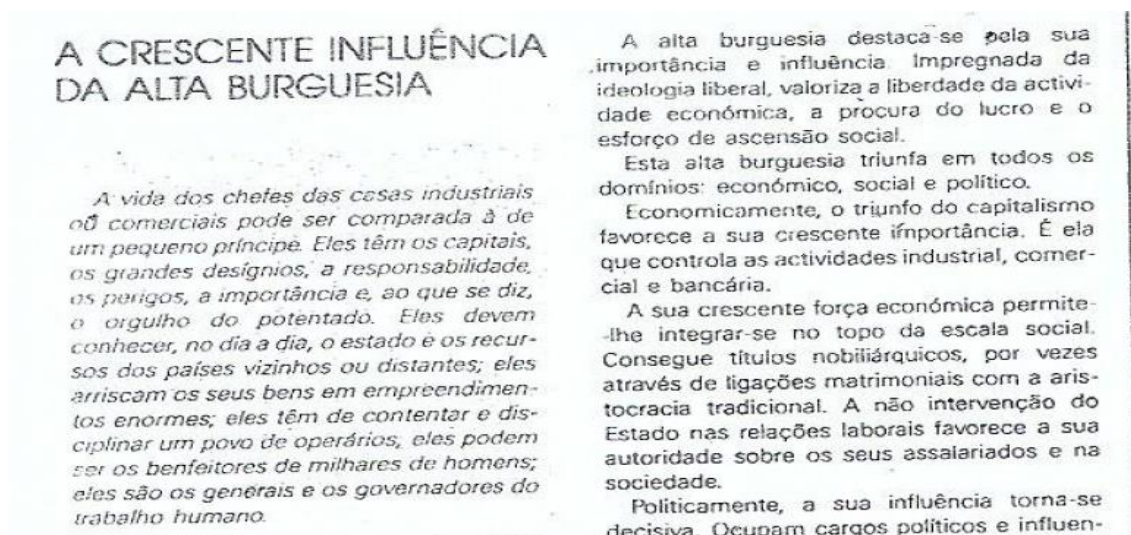 A CRESCENTE INFLUÊNCIA
DA ALTA BURGUESIA
A vida dos chefes das casas industriais
ou comerciais pode ser comparada à de
um pequeno príncipe. Eles têm os capitais,
os grandes desígnios, a responsabilidade,
os perigos, a importância e, ao que se diz,
o orgulho do potentado. Eles devem
conhecer, no dia a dia, o estado e os recur-
sos dos países vizinhos ou distantes; eles
arriscam os seus bens em empreendimen-
tos enormes; eles têm de contentar e dis-
ciplinar um povo de operários; eles podem
ser os benfeitores de milhares de homens;
eles são os generais e os governadores do
trabalho humano.
A alta burguesia destaca-se pela sua
importância e influência. Impregnada da
ideologia liberal, valoriza a liberdade da activi-
dade económica, a procura do lucro e o
esforço de ascensão social.
Esta alta burguesia triunfa em todos os
domínios: económico, social e político.
Economicamente, o triunfo do capitalismo
favorece a sua crescente importância. É ela
que controla as actividades industrial, comer-
cial e bancária.
A sua crescente força económica permite-
-lhe integrar-se no topo da escala social.
Consegue títulos nobiliárquicos, por vezes
através de ligações matrimoniais com a aris-
tocracia tradicional. A não intervenção do
Estado nas relações laborais favorece a sua
autoridade sobre os seus assalariados e na
sociedade.
Politicamente, a sua influência torna-se
decisiva. Ocupam cargos políticos e influen-